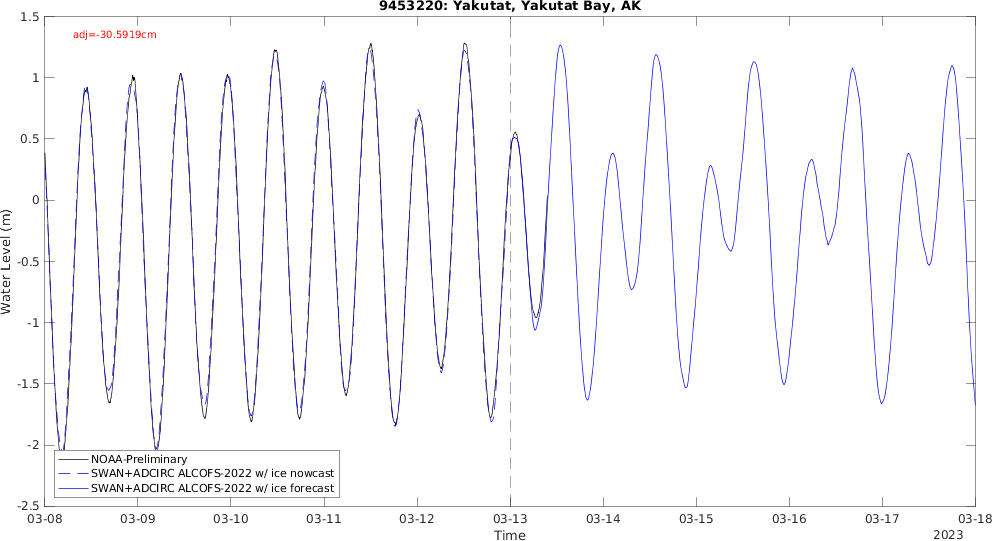 9453220: Yakutat, Yakutat Bay, AK
adj=-30.5919cm
Water Level (m)
1.5
1
0.5
0
-0.5
-1
-1.5
-2
-2.5
NOAA-Preliminary
SWAN+ADCIRC ALCOFS-2022 w/ ice nowcast
SWAN+ADCIRC ALCOFS-2022 w/ ice forecast
03-08 03-09 03-10 03-11 03-12 03-13 03-14 03-15 03-16 03-17 03-18
Time
2023